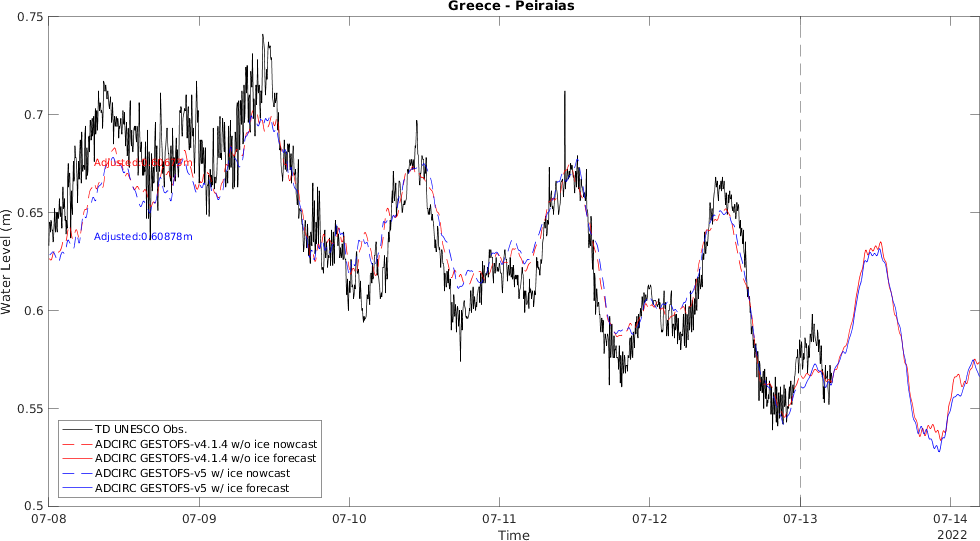 Greece - Peiraias
0.75
0.7
0.65
0.6
0.55
0.5
Water Level (m)
Adjusted:0.60878m
TD UNESCO Obs.
ADCIRC GESTOFS-v4.1.4 w/o ice nowcast
ADCIRC GESTOFS-v4.1.4 w/o ice forecast
ADCIRC GESTOFS-v5 w/ ice nowcast
ADCIRC GESTOFS-v5 w/ ice forecast
07-08 07-09 07-10 07-11 07-12 07-13 07-14
Time 2022